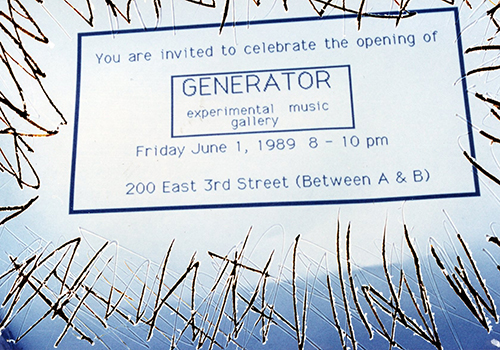 You are invited to celebrate the opening of
GENERATOR
experimental music
gallery
Friday June 1, 1989 8 - 10 pm
200 East 3rd Street (Between A & B)